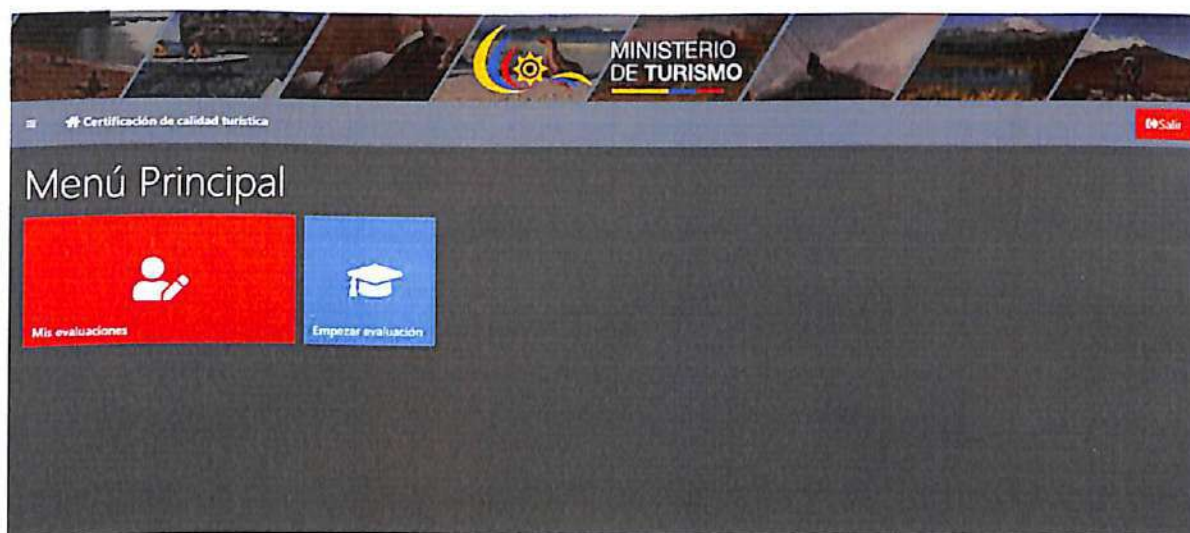 MINISTERIO
DE TURISMO
Certificación de calidad turística
Salir
Menú Principal
Mis evaluaciones
Empezar evaluación